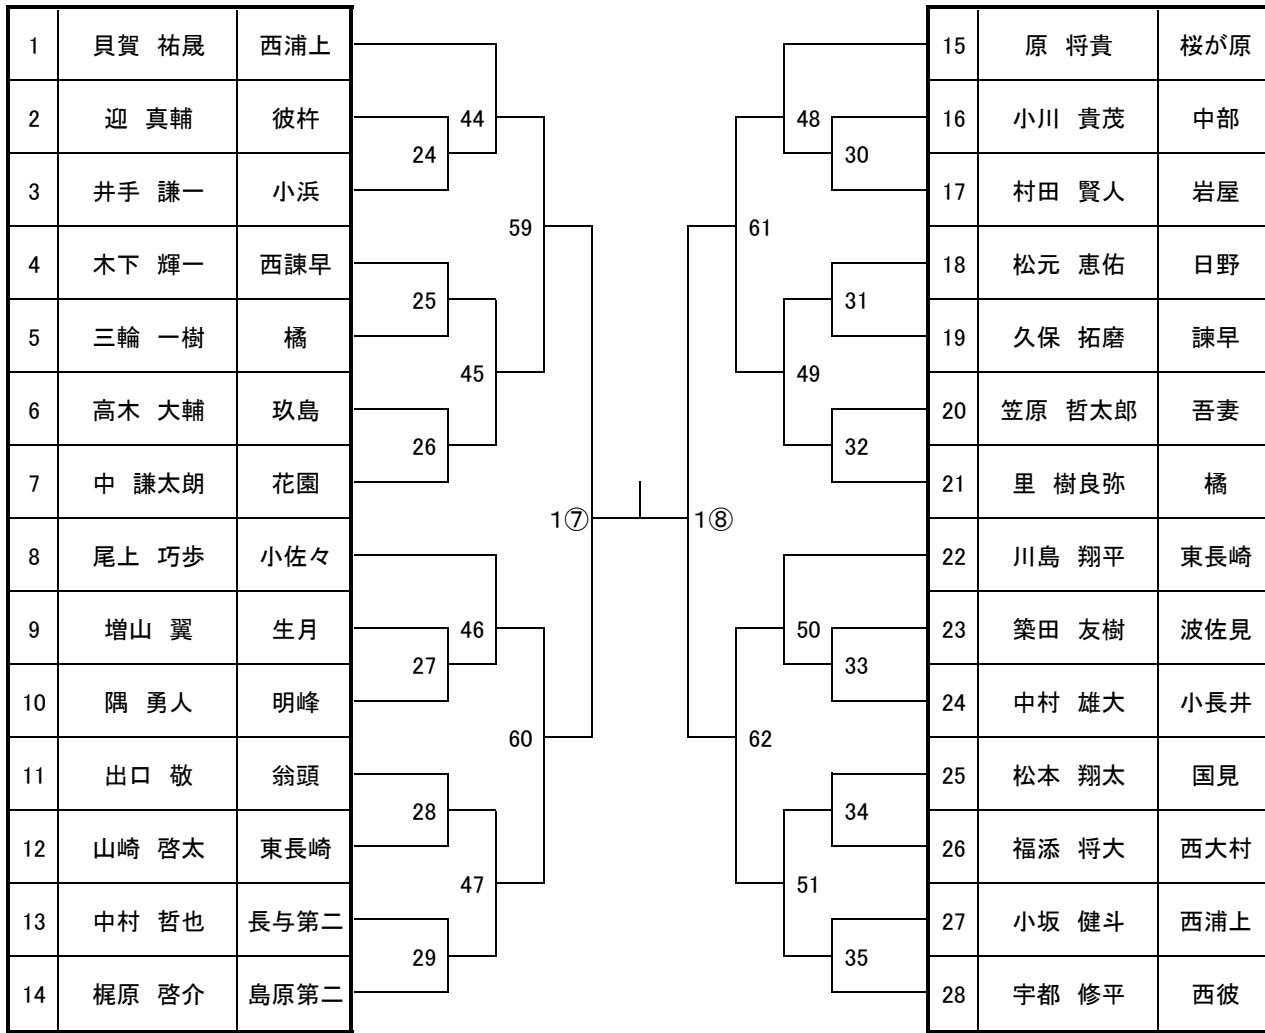 1 貝賀 祐晟 西浦上
2 迎 真輔 彼杵
3 井手 謙一 小浜
4 木下 輝一 西諫早
5 三輪 一樹 橘
6 高木 大輔 玖島
7 中 謙太朗 花園
8 尾上 巧歩 小佐々
9 増山 翼 生月
10 隅 勇人 明峰
11 出口 敬 翁頭
12 山崎 啓太 東長崎
13 中村 哲也 長与第二
14 梶原 啓介 島原第二
44
24
59
25
45
26
1⑦
46
27
60
28
47
29
1⑧
48
30
61
31
49
32
50
33
62
34
51
35
15 原 将貴 桜が原
16 小川 貴茂 中部
17 村田 賢人 岩屋
18 松元 恵佑 日野
19 久保 拓磨 諫早
20 笠原 哲太郎 吾妻
21 里 樹良弥 橘
22 川島 翔平 東長崎
23 築田 友樹 波佐見
24 中村 雄大 小長井
25 松本 翔太 国見
26 福添 将大 西大村
27 小坂 健斗 西浦上
28 宇都 修平 西彼